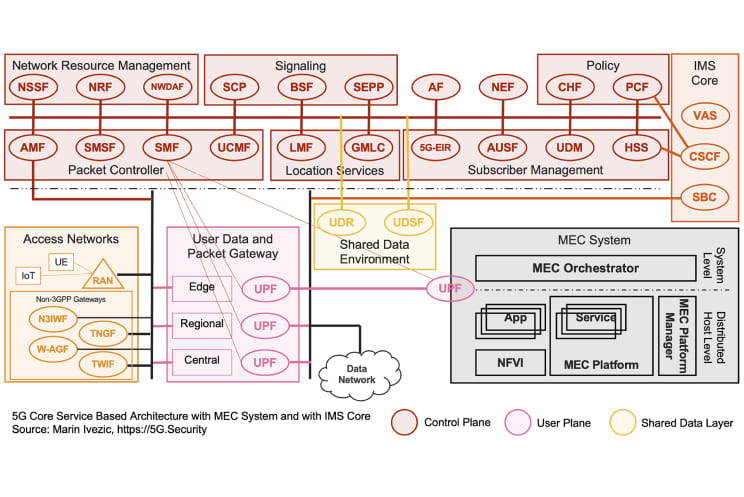 Network Resource Management
Signaling
Policy
IMS
Core
NSSF
NRF
NWDAF
SCP
BSF
SEPP
AF
NEF
CHF
PCF
VAS
AMF
SMSF
SMF
UCMF
LMF
GMLC
5G-EIR
AUSF
UDM
HSS
CSCF
Packet Controller
Location Services
Subscriber Management
SBC
UDR
UDSF
Shared Data
Environment
Access Networks
UE
IoT
RAN
Non-3GPP Gateways
N3IWF
TNGF
W-AGF
TWIF
User Data and
Packet Gateway
Edge
UPF
Regional
UPF
Central
UPF
Data
Network
UPF
MEC System
MEC Orchestrator
System
Level
App
Service
NFVI
MEC Platform
MEC Platform
Manager
Distributed
Host Level
5G Core Service Based Architecture with MEC System and with IMS Core
Source: Marin Ivezic, https://5G.Security
Control Plane
User Plane
Shared Data Layer